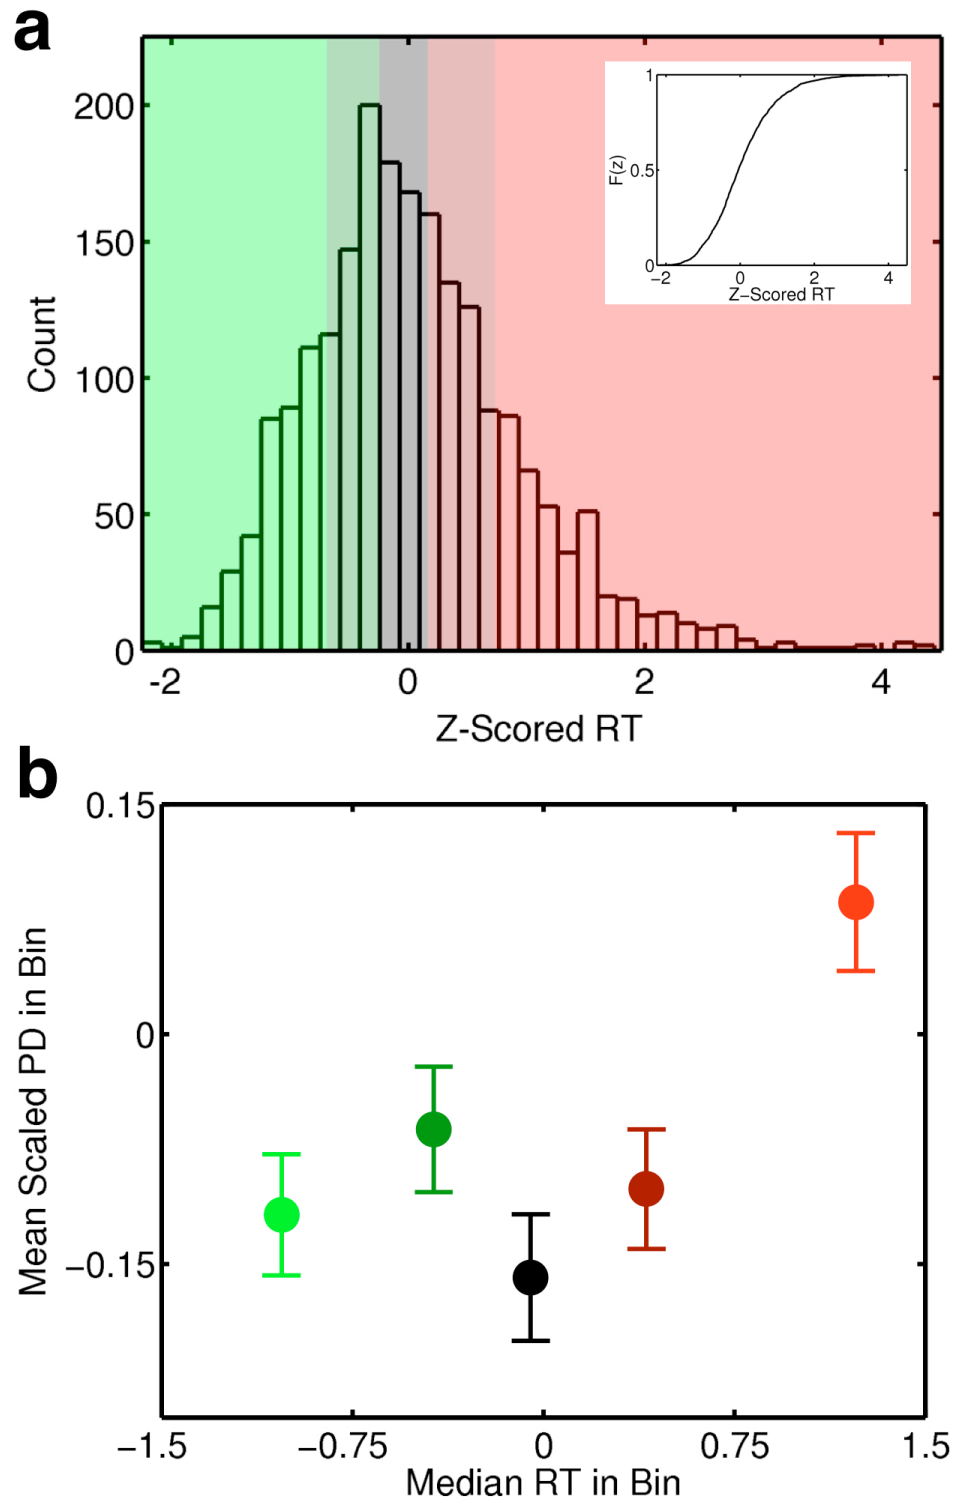 a
200
150
100
50
0
Count
-2 0 2 4
Z-Scored RT
1
0.5
0
F(z)
−2 0 2 4
Z−Scored RT
b
0.15
0
−0.15
Mean Scaled PD in Bin
−1.5 −0.75 0 0.75 1.5
Median RT in Bin